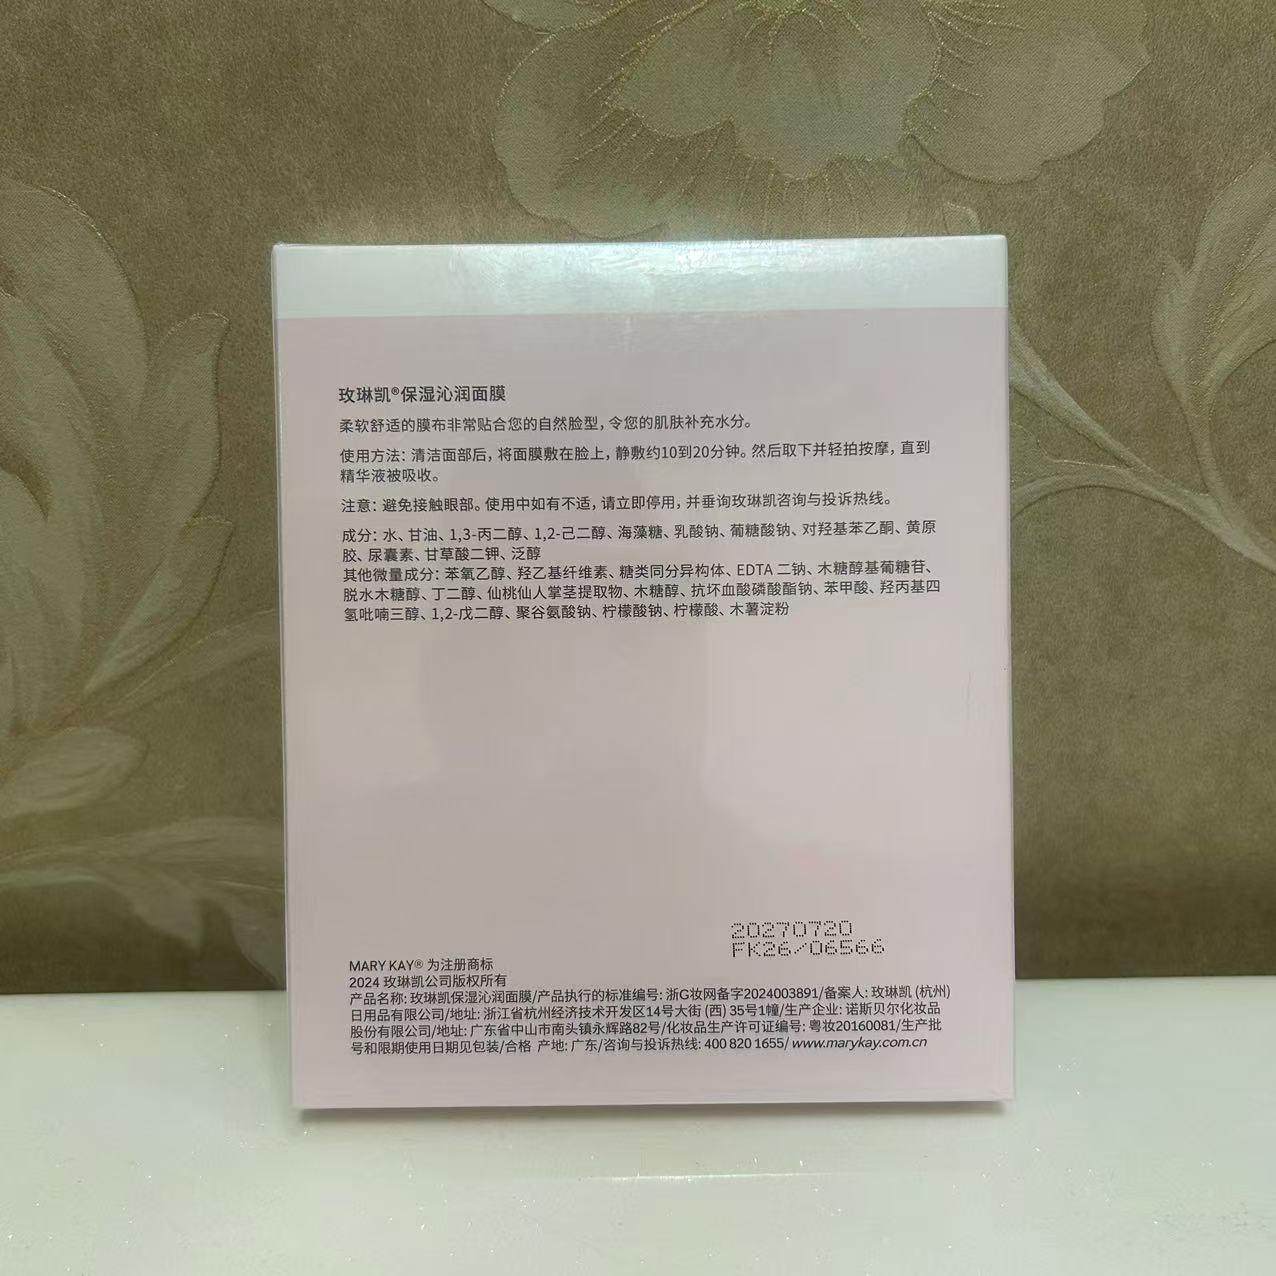 玫琳凯®保湿沁润面膜
柔软舒适的膜布非常贴合您的自然脸型，令您的肌肤补充水分。
使用方法：清洁面部后，将面膜敷在脸上，静敷约10到20分钟。然后取下并轻拍按摩，直到
精华液被吸收。
注意：避免接触眼部。使用中如有不适，请立即停用，并垂询玫琳凯咨询与投诉热线。
成分：水、甘油、1,3-丙二醇、1,2-己二醇、海藻糖、乳酸钠、葡糖酸钠、对羟基苯乙酮、黄原
胶、尿囊素、甘草酸二钾、泛醇
其他微量成分：苯氧乙醇、羟乙基纤维素、糖类同分异构体、EDTA 二钠、木糖醇基葡糖苷、
脱水木糖醇、丁二醇、仙桃仙人掌茎提取物、木糖醇、抗坏血酸磷酸酯钠、苯甲酸、羟丙基四
氢吡喃三醇、1,2-戊二醇、聚谷氨酸钠、柠檬酸钠、柠檬酸、木薯淀粉
20270720
FK26/06566
MARY KAY® 为注册商标
2024 玫琳凯公司版权所有
产品名称: 玫琳凯保湿沁润面膜/产品执行的标准编号: 浙G妆网备字2024003891/备案人: 玫琳凯 (杭州)
日用品有限公司/地址: 浙江省杭州经济技术开发区14号大街 (西) 35号1幢/生产企业: 诺斯贝尔化妆品
股份有限公司/地址: 广东省中山市南头镇永辉路82号/化妆品生产许可证编号: 粤妆20160081/生产批
号和限期使用日期见包装/合格 产地: 广东/咨询与投诉热线: 400 820 1655/ www.marykay.com.cn